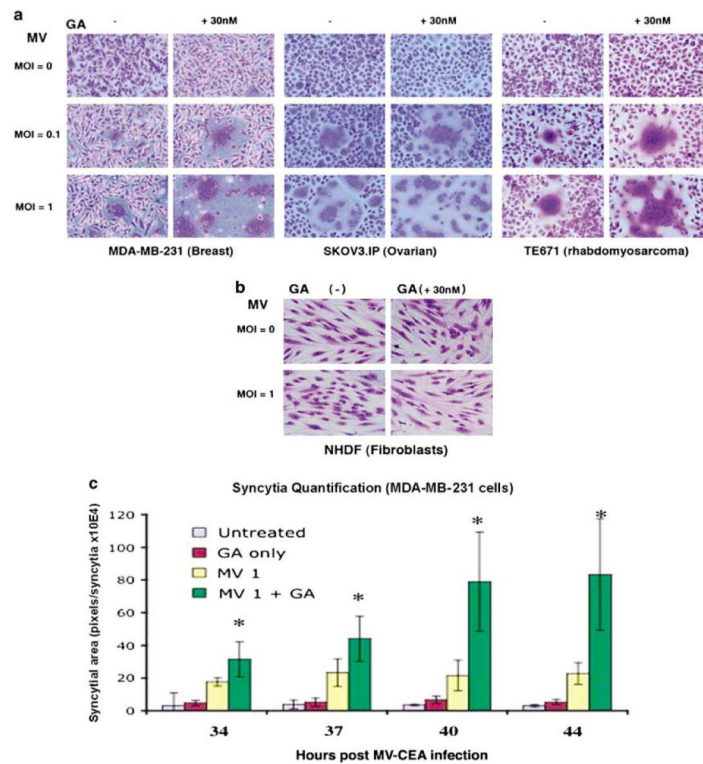 a
GA - + 30nM - + 30nM - + 30nM
MV
MOI = 0
MOI = 0.1
MOI = 1
MDA-MB-231 (Breast) SKOV3.IP (Ovarian) TE671 (rhabdomyosarcoma)
b
GA (-) GA (+ 30nM)
MV
MOI = 0
MOI = 1
NHDF (Fibroblasts)
c
Syncytia Quantification (MDA-MB-231 cells)
Syncytial area (pixels/syncytia x10E4)
120
100
80
60
40
20
0
Untreated
GA only
MV 1
MV 1 + GA
* * * *
34 37 40 44
Hours post MV-CEA infection